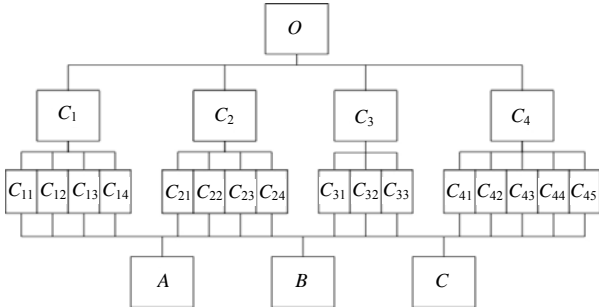 O
C₁ C₂ C₃ C₄
C₁₁ C₁₂ C₁₃ C₁₄ C₂₁ C₂₂ C₂₃ C₂₄ C₃₁ C₃₂ C₃₃ C₄₁ C₄₂ C₄₃ C₄₄ C₄₅
A B C